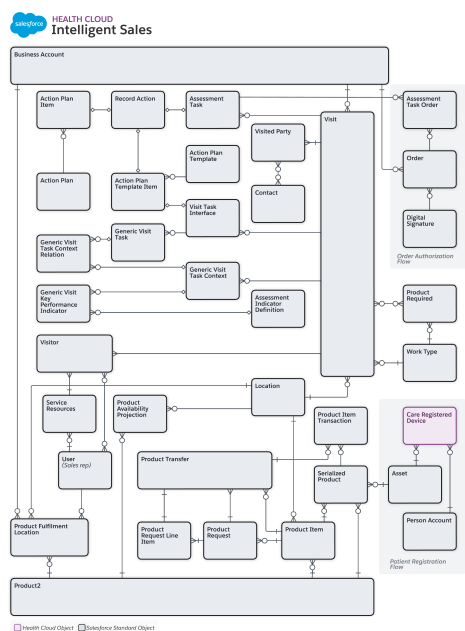 salesforce
HEALTH CLOUD
Intelligent Sales
Business Account
Action Plan
Item
Record Action
Assessment
Task
Assessment
Task Order
Visit
Visited Party
Action Plan
Template
Order
Action Plan
Action Plan
Template Item
Contact
Visit Task
Interface
Digital
Signature
Generic Visit
Task
Generic Visit
Task Context
Relation
Order Authorization
Flow
Generic Visit
Task Context
Generic Visit
Key
Performance
Indicator
Assessment
Indicator
Definition
Product
Required
Visitor
Work Type
Location
Service
Resources
Product
Availability
Projection
Product Item
Transaction
Care Registered
Device
User
(Sales rep)
Product Transfer
Serialized
Product
Asset
Product Fulfilment
Location
Product
Request Line
Item
Product
Request
Product Item
Person Account
Patient Registration
Flow
Product2
Health Cloud Object
Salesforce Standard Object